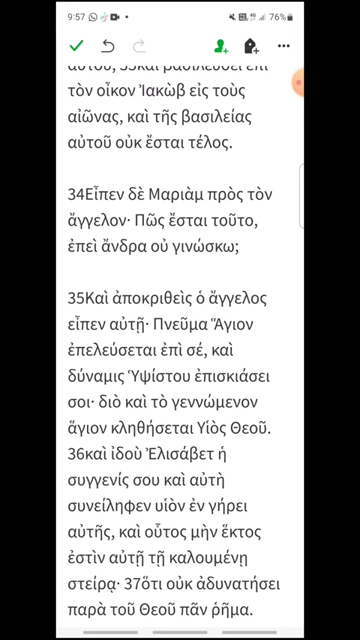 9:57
76%
αὐτοῦ, 33καὶ βασιλεύσει ἐπὶ
τὸν οἶκον Ἰακὼβ εἰς τοὺς
αἰῶνας, καὶ τῆς βασιλείας
αὐτοῦ οὐκ ἔσται τέλος.
34Εἶπεν δὲ Μαριὰμ πρὸς τὸν
ἄγγελον· Πῶς ἔσται τοῦτο,
ἐπεὶ ἄνδρα οὐ γινώσκω;
35Καὶ ἀποκριθεὶς ὁ ἄγγελος
εἶπεν αὐτῇ· Πνεῦμα Ἅγιον
ἐπελεύσεται ἐπὶ σέ, καὶ
δύναμις Ὑψίστου ἐπισκιάσει
σοι· διὸ καὶ τὸ γεννώμενον
ἅγιον κληθήσεται Υἱὸς Θεοῦ.
36καὶ ἰδοὺ Ἐλισάβετ ἡ
συγγενίς σου καὶ αὐτὴ
συνείληφεν υἱὸν ἐν γήρει
αὐτῆς, καὶ οὗτος μὴν ἕκτος
ἐστὶν αὐτῇ τῇ καλουμένῃ
στείρᾳ· 37ὅτι οὐκ ἀδυνατήσει
παρὰ τοῦ Θεοῦ πᾶν ῥῆμα.